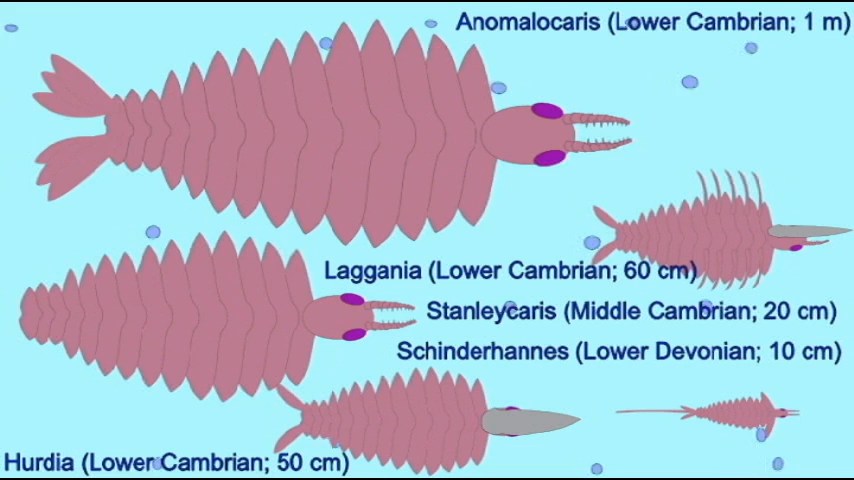 Anomalocaris (Lower Cambrian; 1 m)
Laggania (Lower Cambrian; 60 cm)
Stanleycaris (Middle Cambrian; 20 cm)
Schinderhannes (Lower Devonian; 10 cm)
Hurdia (Lower Cambrian; 50 cm)